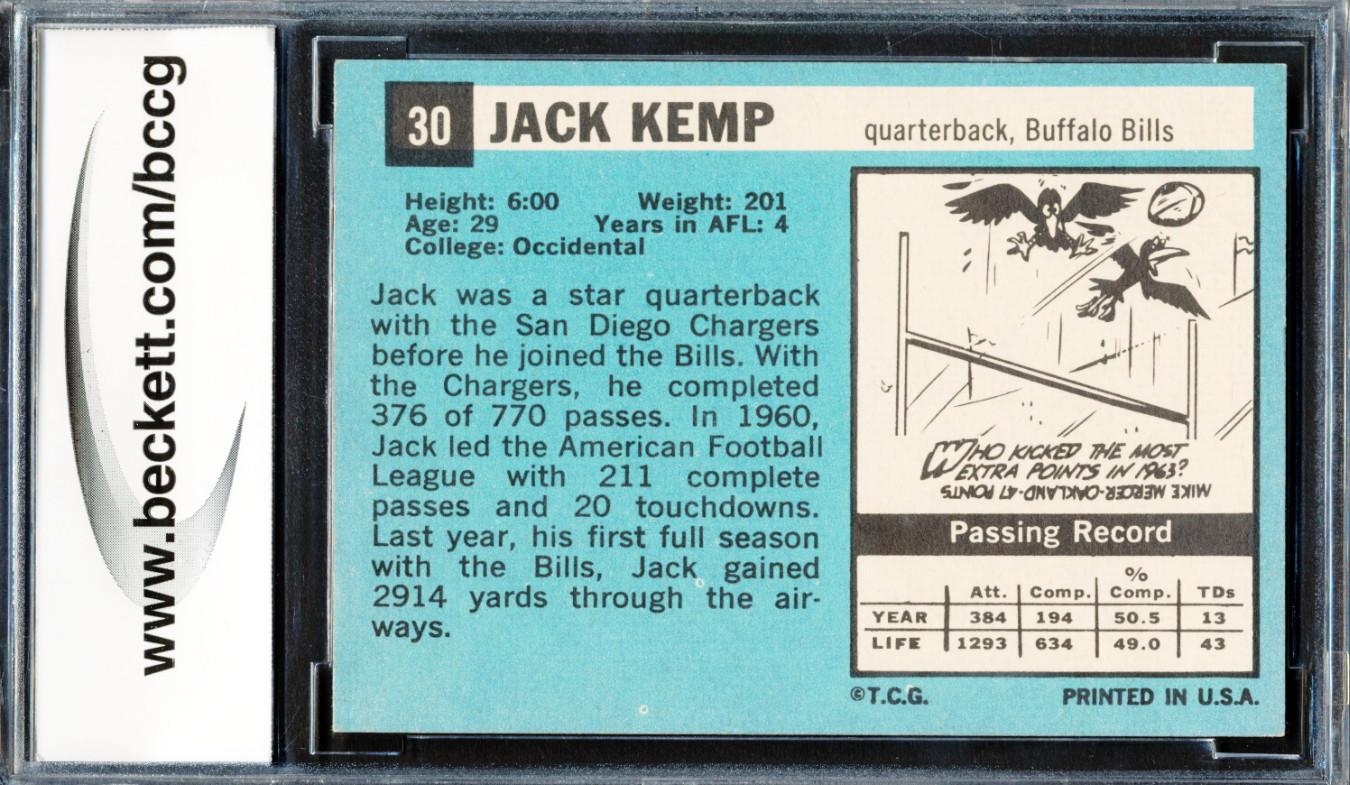 www.beckett.com/bccg
30 JACK KEMP quarterback, Buffalo Bills
Height: 6:00 Weight: 201
Age: 29 Years in AFL: 4
College: Occidental
Jack was a star quarterback
with the San Diego Chargers
before he joined the Bills. With
the Chargers, he completed
376 of 770 passes. In 1960,
Jack led the American Football
League with 211 complete
passes and 20 touchdowns.
Last year, his first full season
with the Bills, Jack gained
2914 yards through the air-
ways.
WHO KICKED THE MOST
EXTRA POINTS IN 1963?
MIKE MERCER-OAKLAND-47 POINTS
Passing Record
Att. Comp. % Comp. TDs
YEAR 384 194 50.5 13
LIFE 1293 634 49.0 43
©T.C.G. PRINTED IN U.S.A.